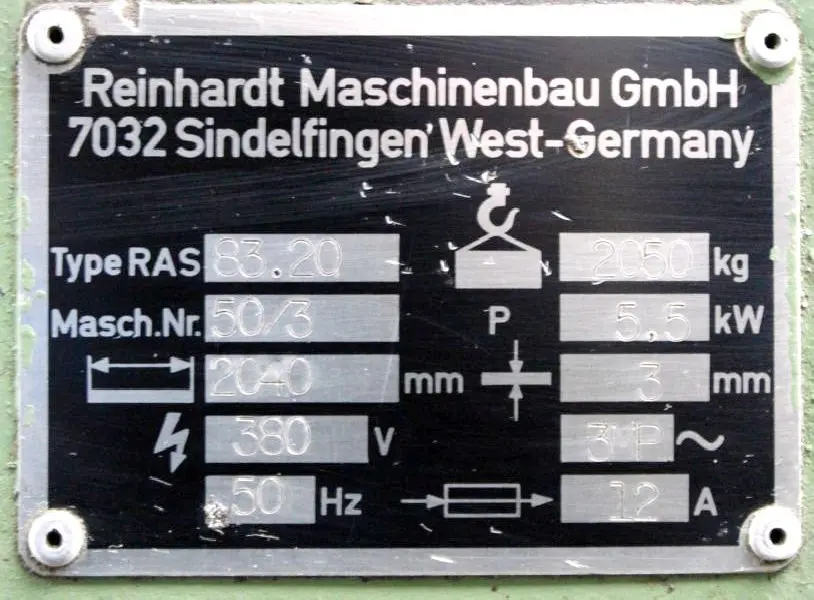 Reinhardt Maschinenbau GmbH
7032 Sindelfingen West-Germany
Type RAS 83.20 2050 kg
Masch.Nr. 50/3 P 5,5 kW
2040 mm 3 mm
380 V 3 P ~
50 Hz 12 A